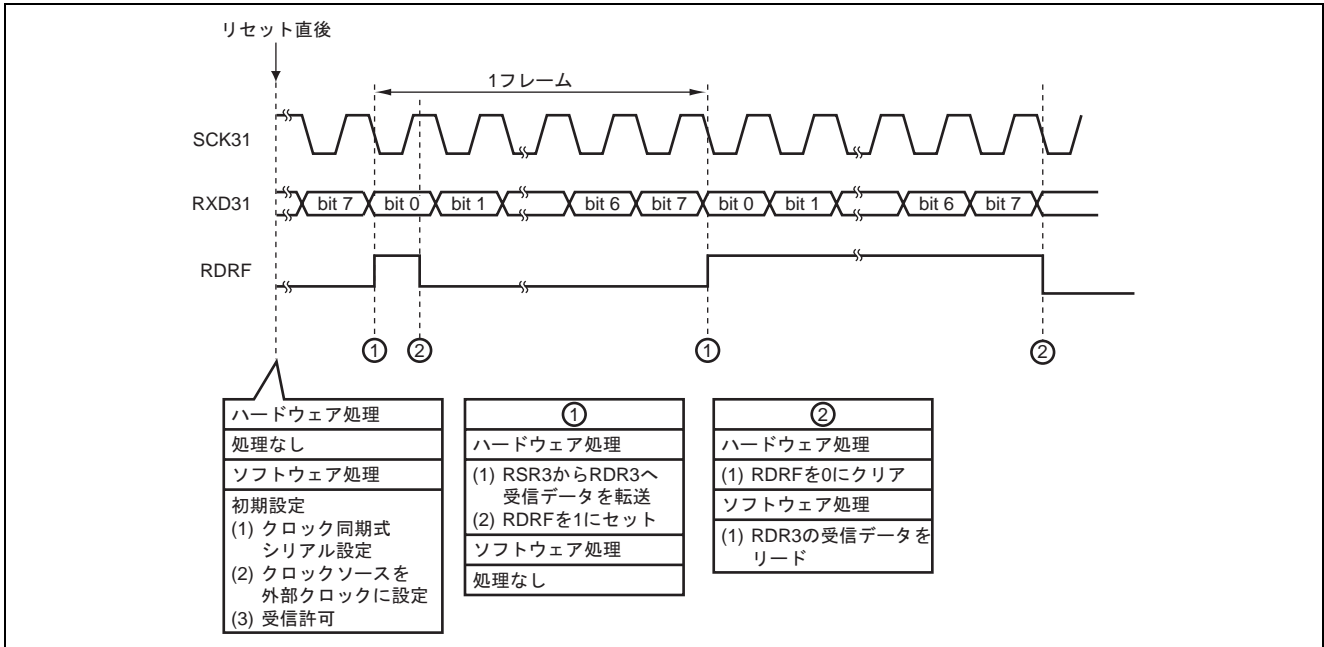 リセット直後
1フレーム
SCK31
RXD31
bit 7 bit 0 bit 1 bit 6 bit 7 bit 0 bit 1 bit 6 bit 7
RDRF
① ② ① ②
ハードウェア処理
処理なし
ソフトウェア処理
初期設定
(1) クロック同期式
シリアル設定
(2) クロックソースを
外部クロックに設定
(3) 受信許可
①
ハードウェア処理
(1) RSR3からRDR3へ
受信データを転送
(2) RDRFを1にセット
ソフトウェア処理
処理なし
②
ハードウェア処理
(1) RDRFを0にクリア
ソフトウェア処理
(1) RDR3の受信データを
リード